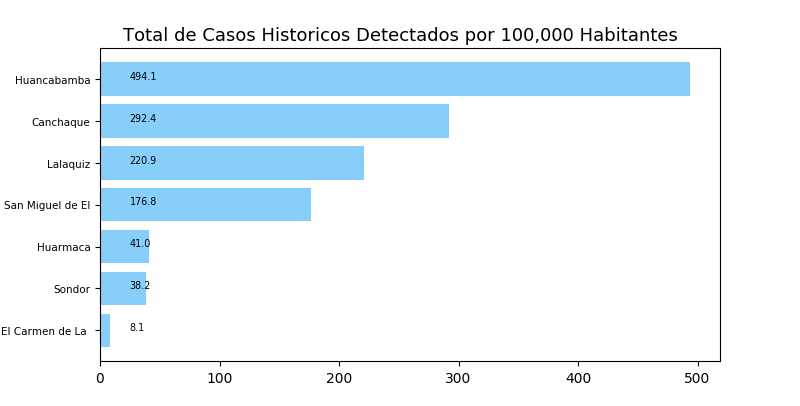 Total de Casos Historicos Detectados por 100,000 Habitantes
Huancabamba 494.1
Canchaque 292.4
Lalaquiz 220.9
San Miguel de El 176.8
Huarmaca 41.0
Sondor 38.2
El Carmen de La 8.1
0 100 200 300 400 500